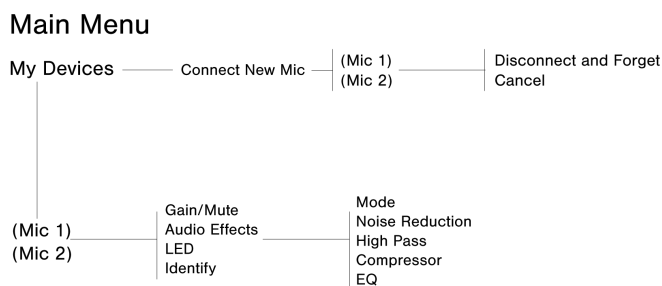 Main Menu
My Devices
Connect New Mic
(Mic 1)
(Mic 2)
Disconnect and Forget
Cancel
(Mic 1)
(Mic 2)
Gain/Mute
Audio Effects
LED
Identify
Mode
Noise Reduction
High Pass
Compressor
EQ